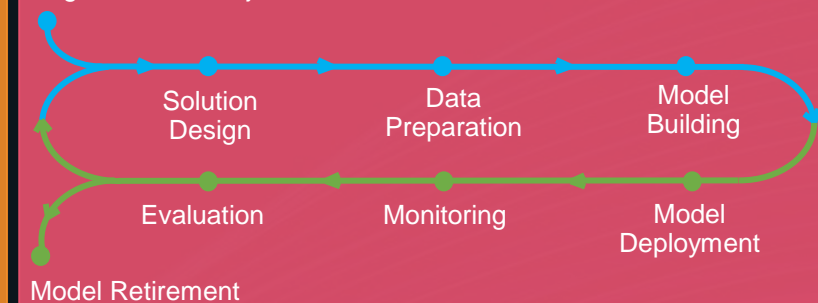 Solution
Design
Data
Preparation
Model
Building
Evaluation
Monitoring
Model
Deployment
Model Retirement